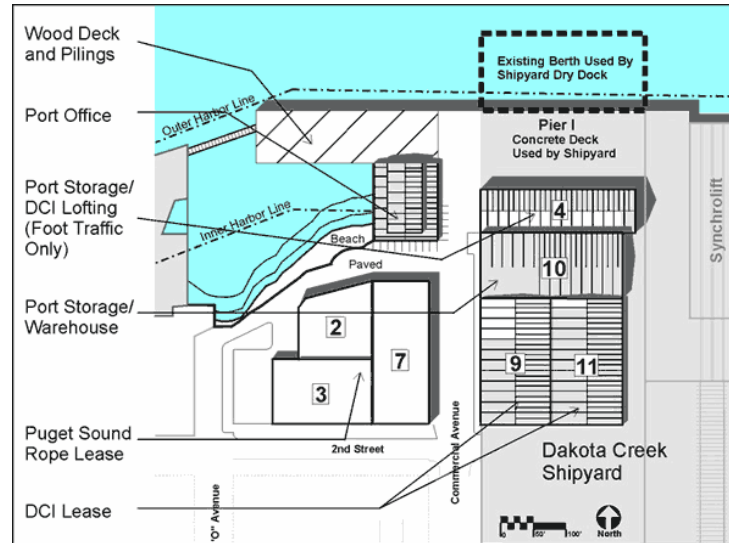 Wood Deck
and Pilings
Port Office
Port Storage/
DCI Lofting
(Foot Traffic
Only)
Port Storage/
Warehouse
Puget Sound
Rope Lease
DCI Lease
Outer Harbor Line
Inner Harbor Line
Beach
Paved
Existing Berth Used By
Shipyard Dry Dock
Pier I
Concrete Deck
Used by Shipyard
4
10
2
7
3
9
11
Synchrolift
2nd Street
Commercial Avenue
"O" Avenue
Dakota Creek
Shipyard
0
50'
100'
North